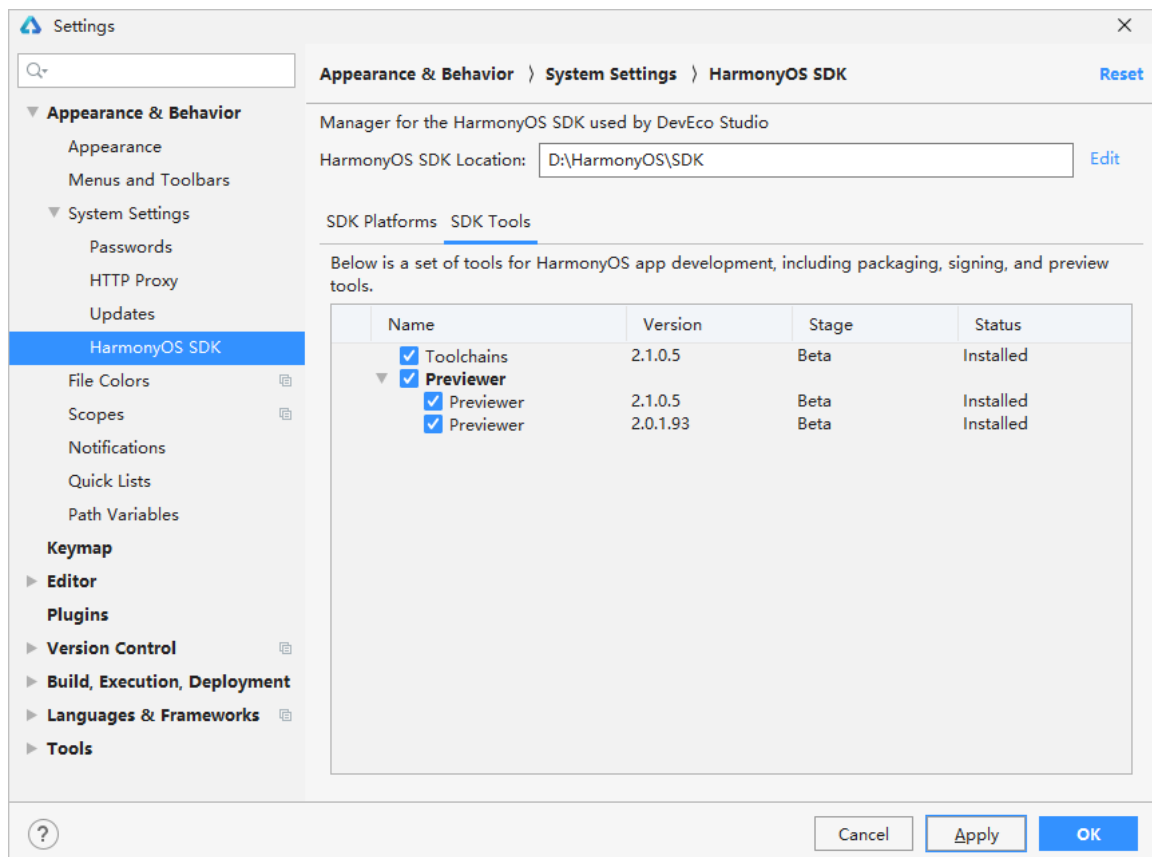 Settings
Appearance & Behavior 〉 System Settings 〉 HarmonyOS SDK
Reset
Appearance & Behavior
Appearance
Menus and Toolbars
System Settings
Passwords
HTTP Proxy
Updates
HarmonyOS SDK
File Colors
Scopes
Notifications
Quick Lists
Path Variables
Keymap
Editor
Plugins
Version Control
Build, Execution, Deployment
Languages & Frameworks
Tools
Manager for the HarmonyOS SDK used by DevEco Studio
HarmonyOS SDK Location: D:\HarmonyOS\SDK Edit
SDK Platforms SDK Tools
Below is a set of tools for HarmonyOS app development, including packaging, signing, and preview
tools.
Name Version Stage Status
Toolchains 2.1.0.5 Beta Installed
Previewer
Previewer 2.1.0.5 Beta Installed
Previewer 2.0.1.93 Beta Installed
? Cancel Apply OK